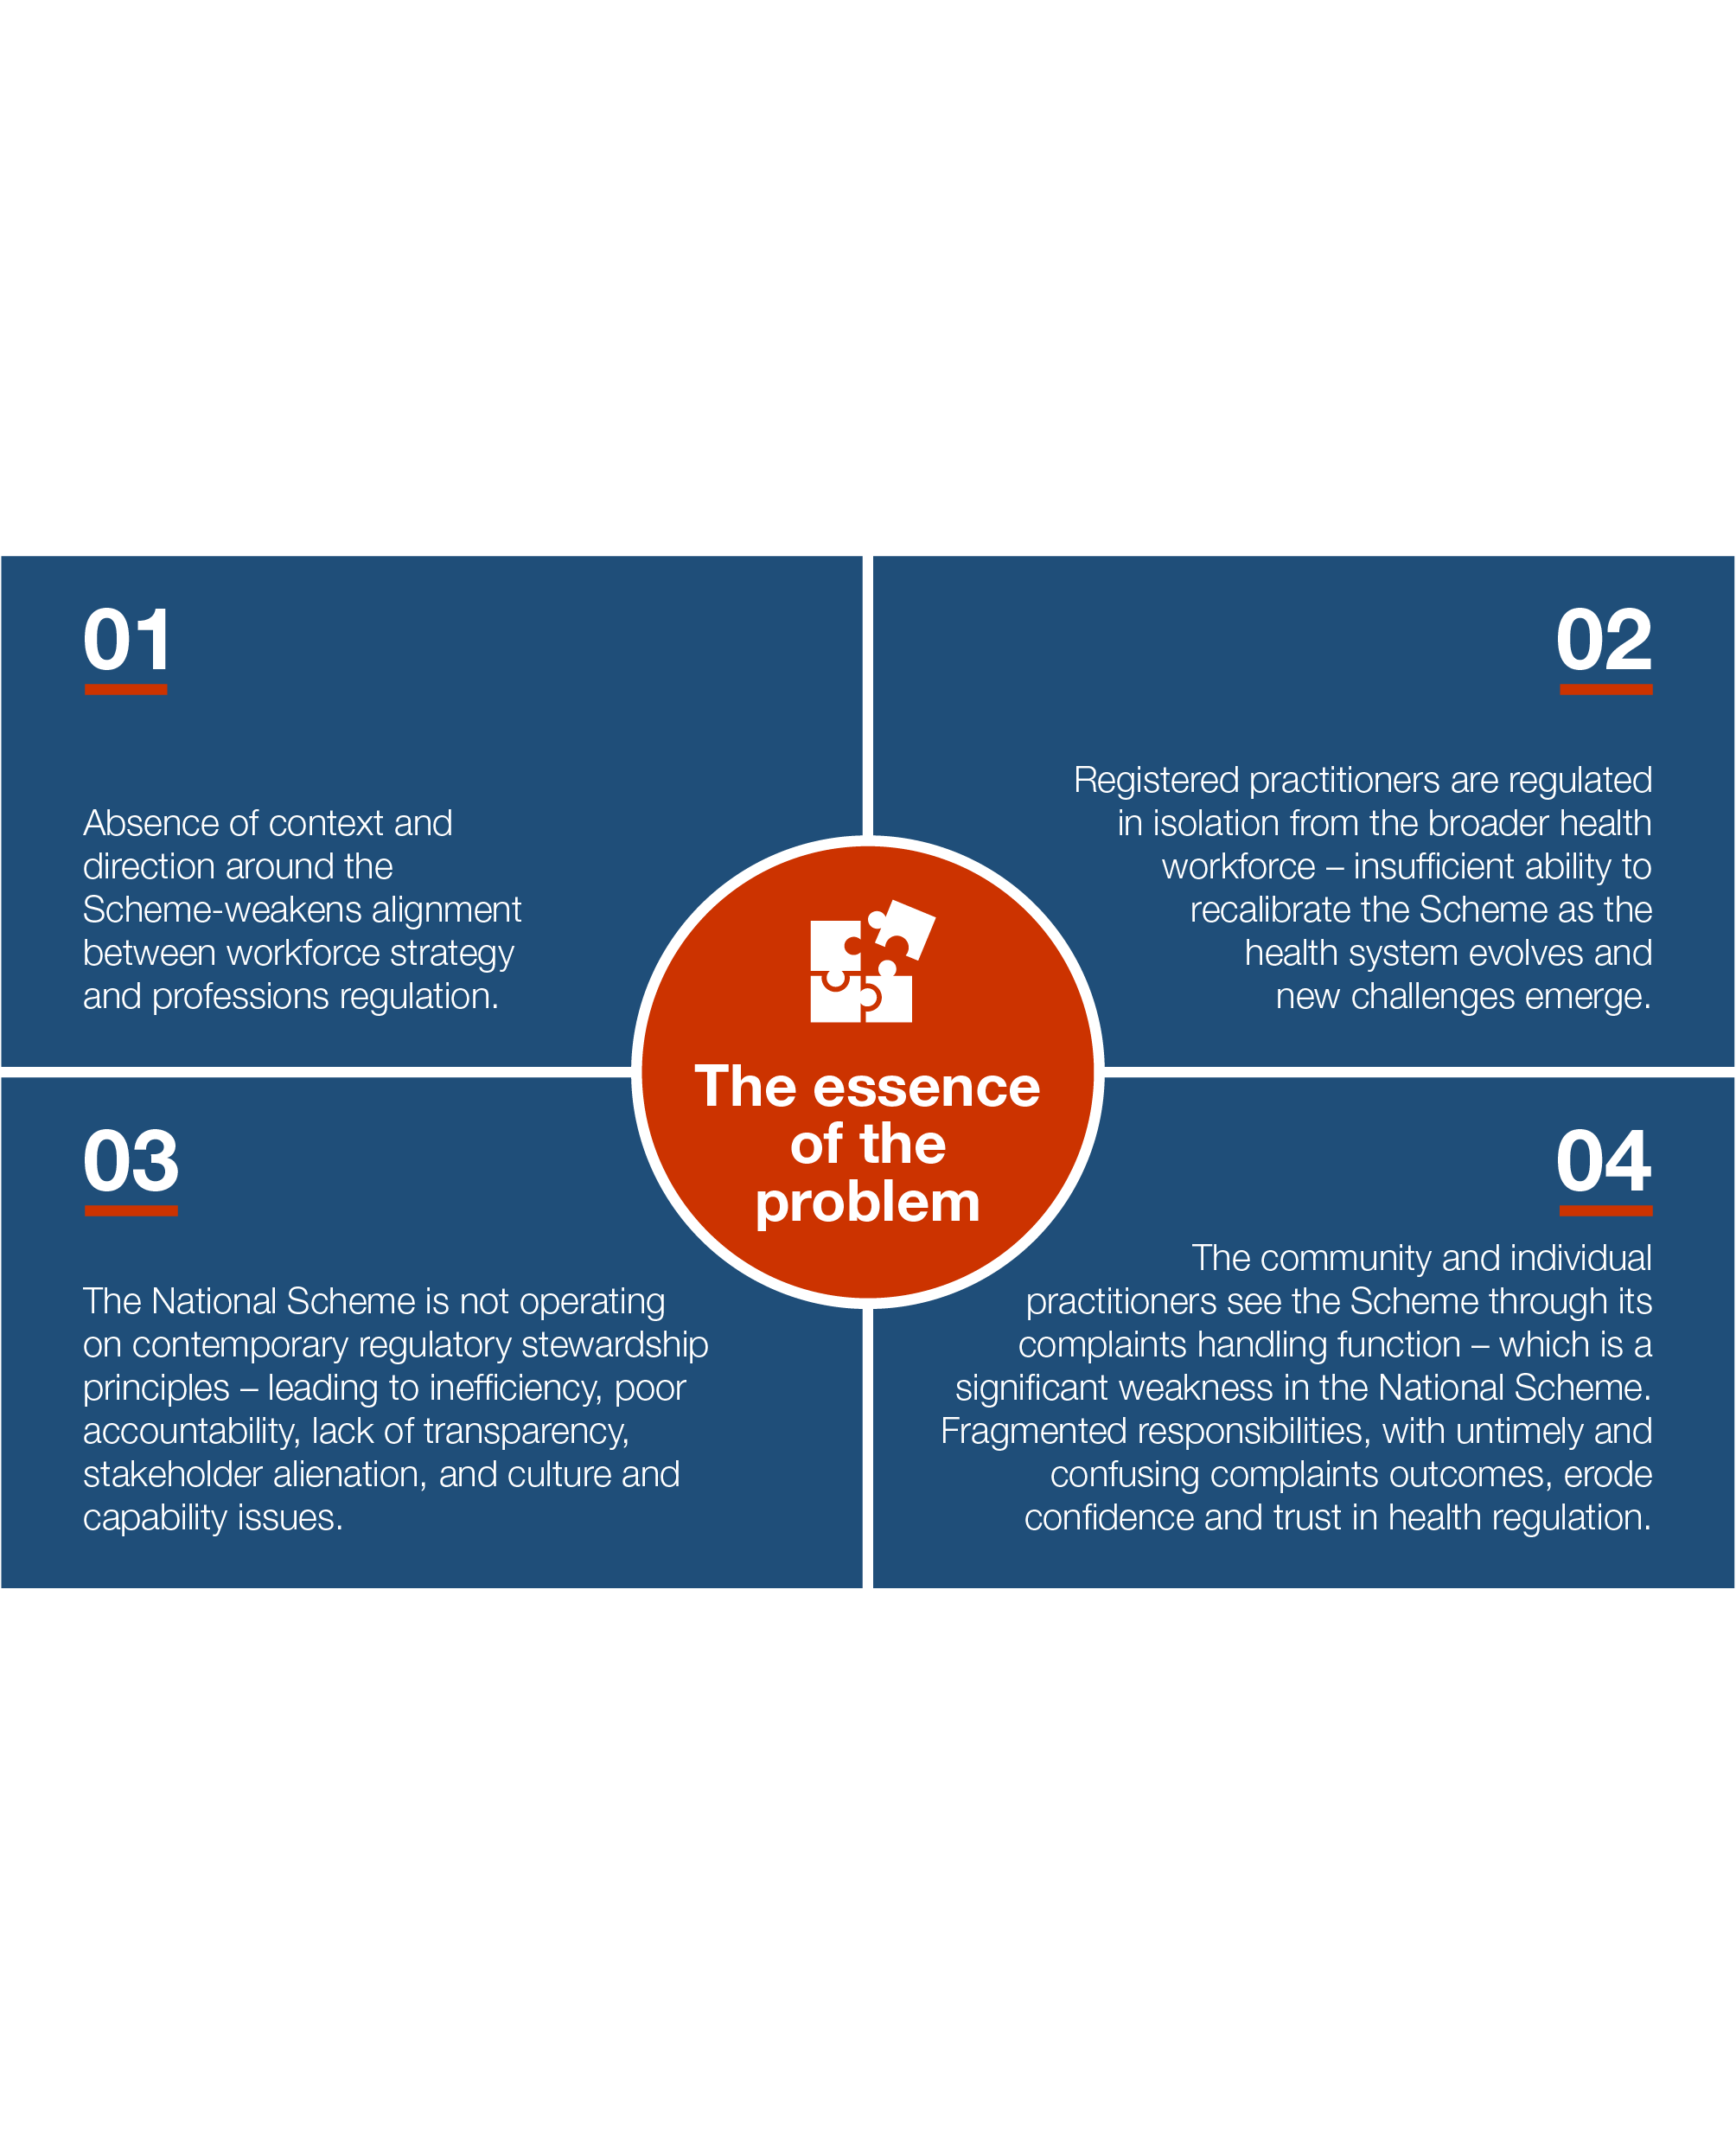 01
Absence of context and
direction around the
Scheme-weakens alignment
between workforce strategy
and professions regulation.
02
Registered practitioners are regulated
in isolation from the broader health
workforce – insufficient ability to
recalibrate the Scheme as the
health system evolves and
new challenges emerge.
The essence
of the
problem
03
The National Scheme is not operating
on contemporary regulatory stewardship
principles – leading to inefficiency, poor
accountability, lack of transparency,
stakeholder alienation, and culture and
capability issues.
04
The community and individual
practitioners see the Scheme through its
complaints handling function – which is a
significant weakness in the National Scheme.
Fragmented responsibilities, with untimely and
confusing complaints outcomes, erode
confidence and trust in health regulation.